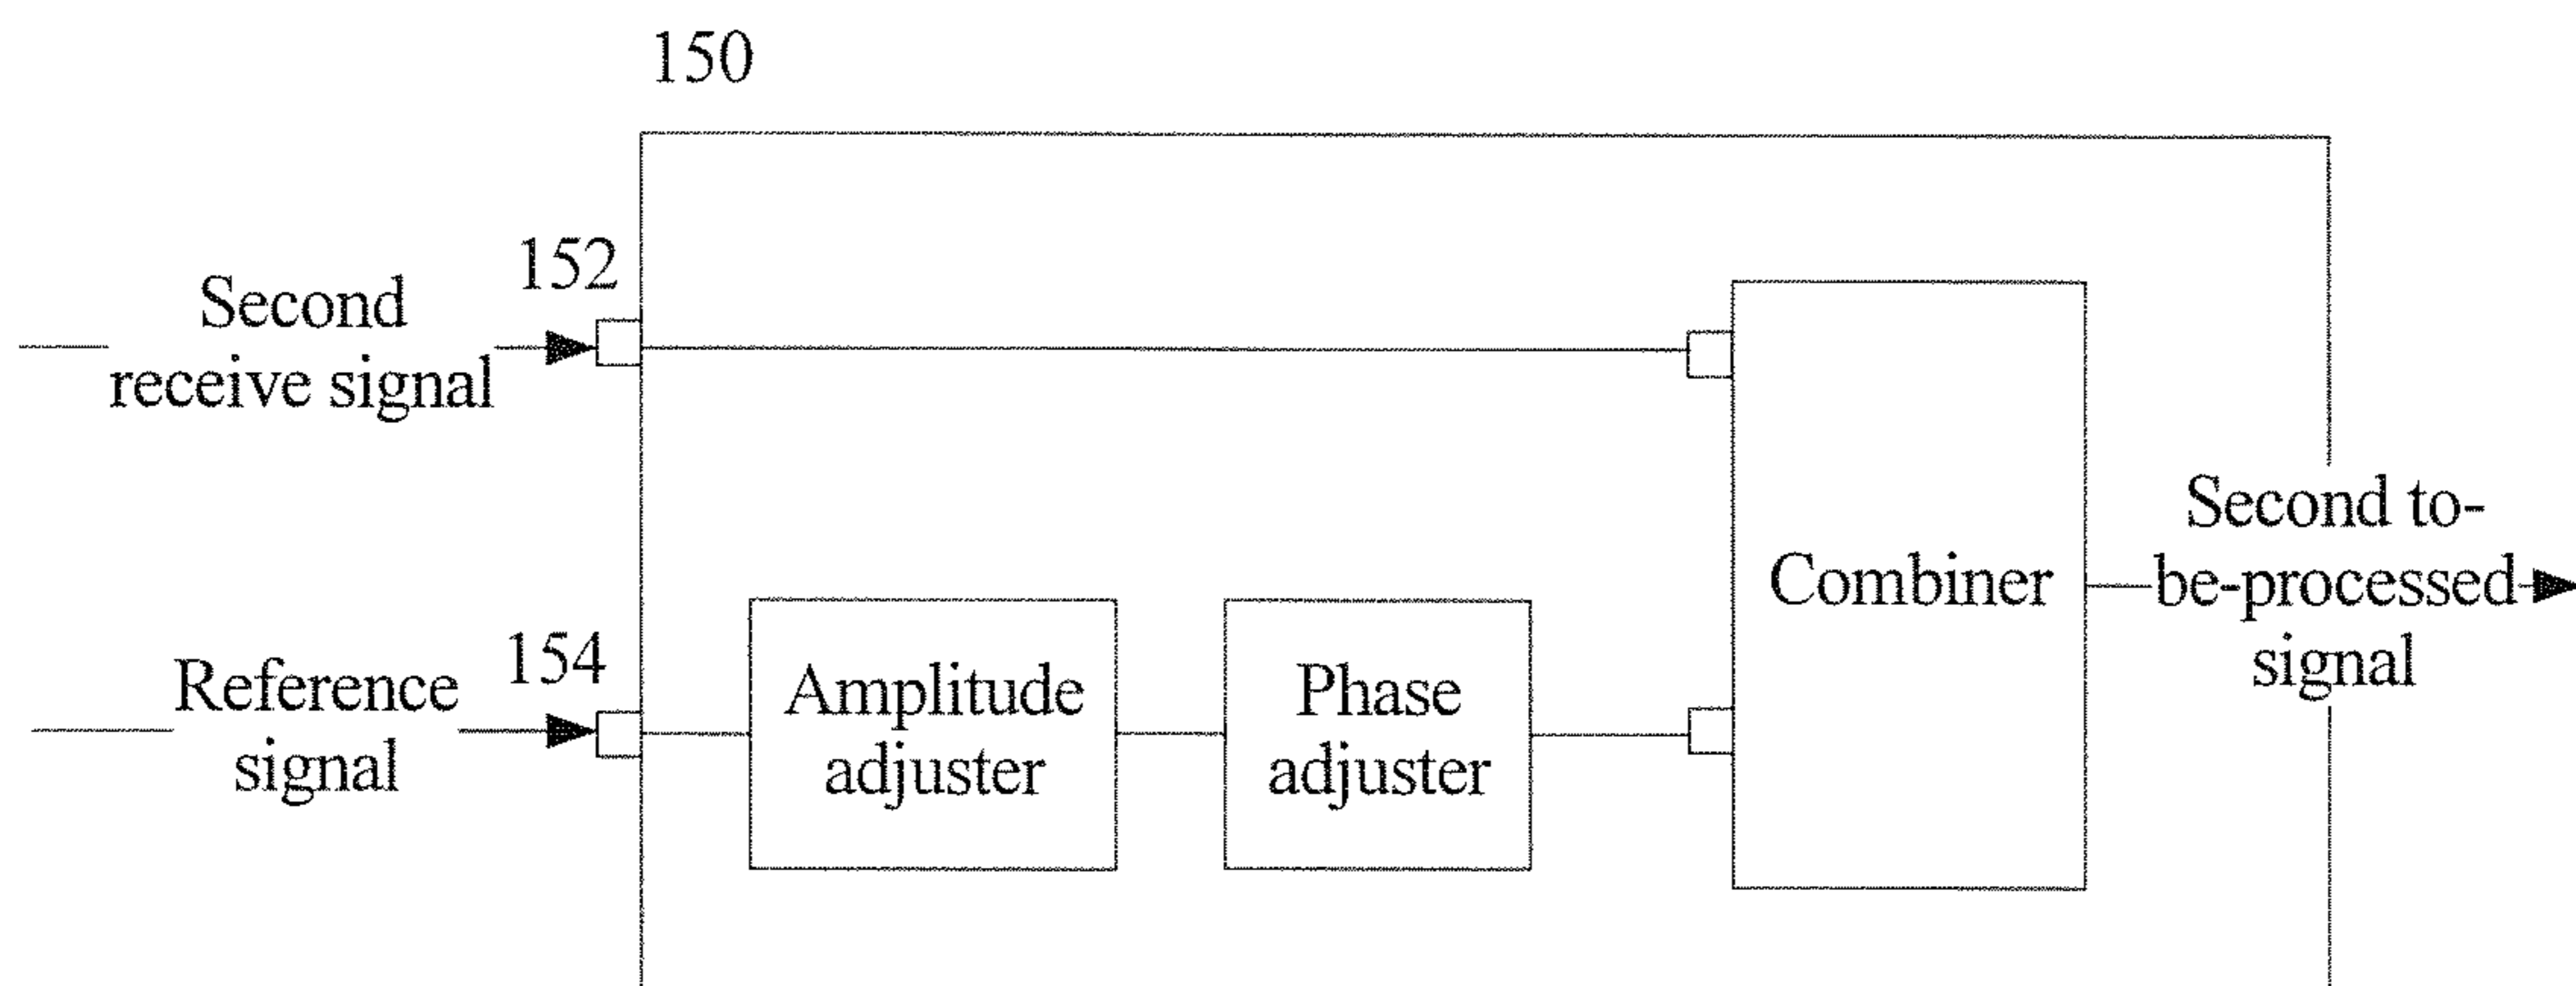 150
152
Second
receive signal
154
Reference
signal
Amplitude
adjuster
Phase
adjuster
Combiner
Second to-
be-processed
signal